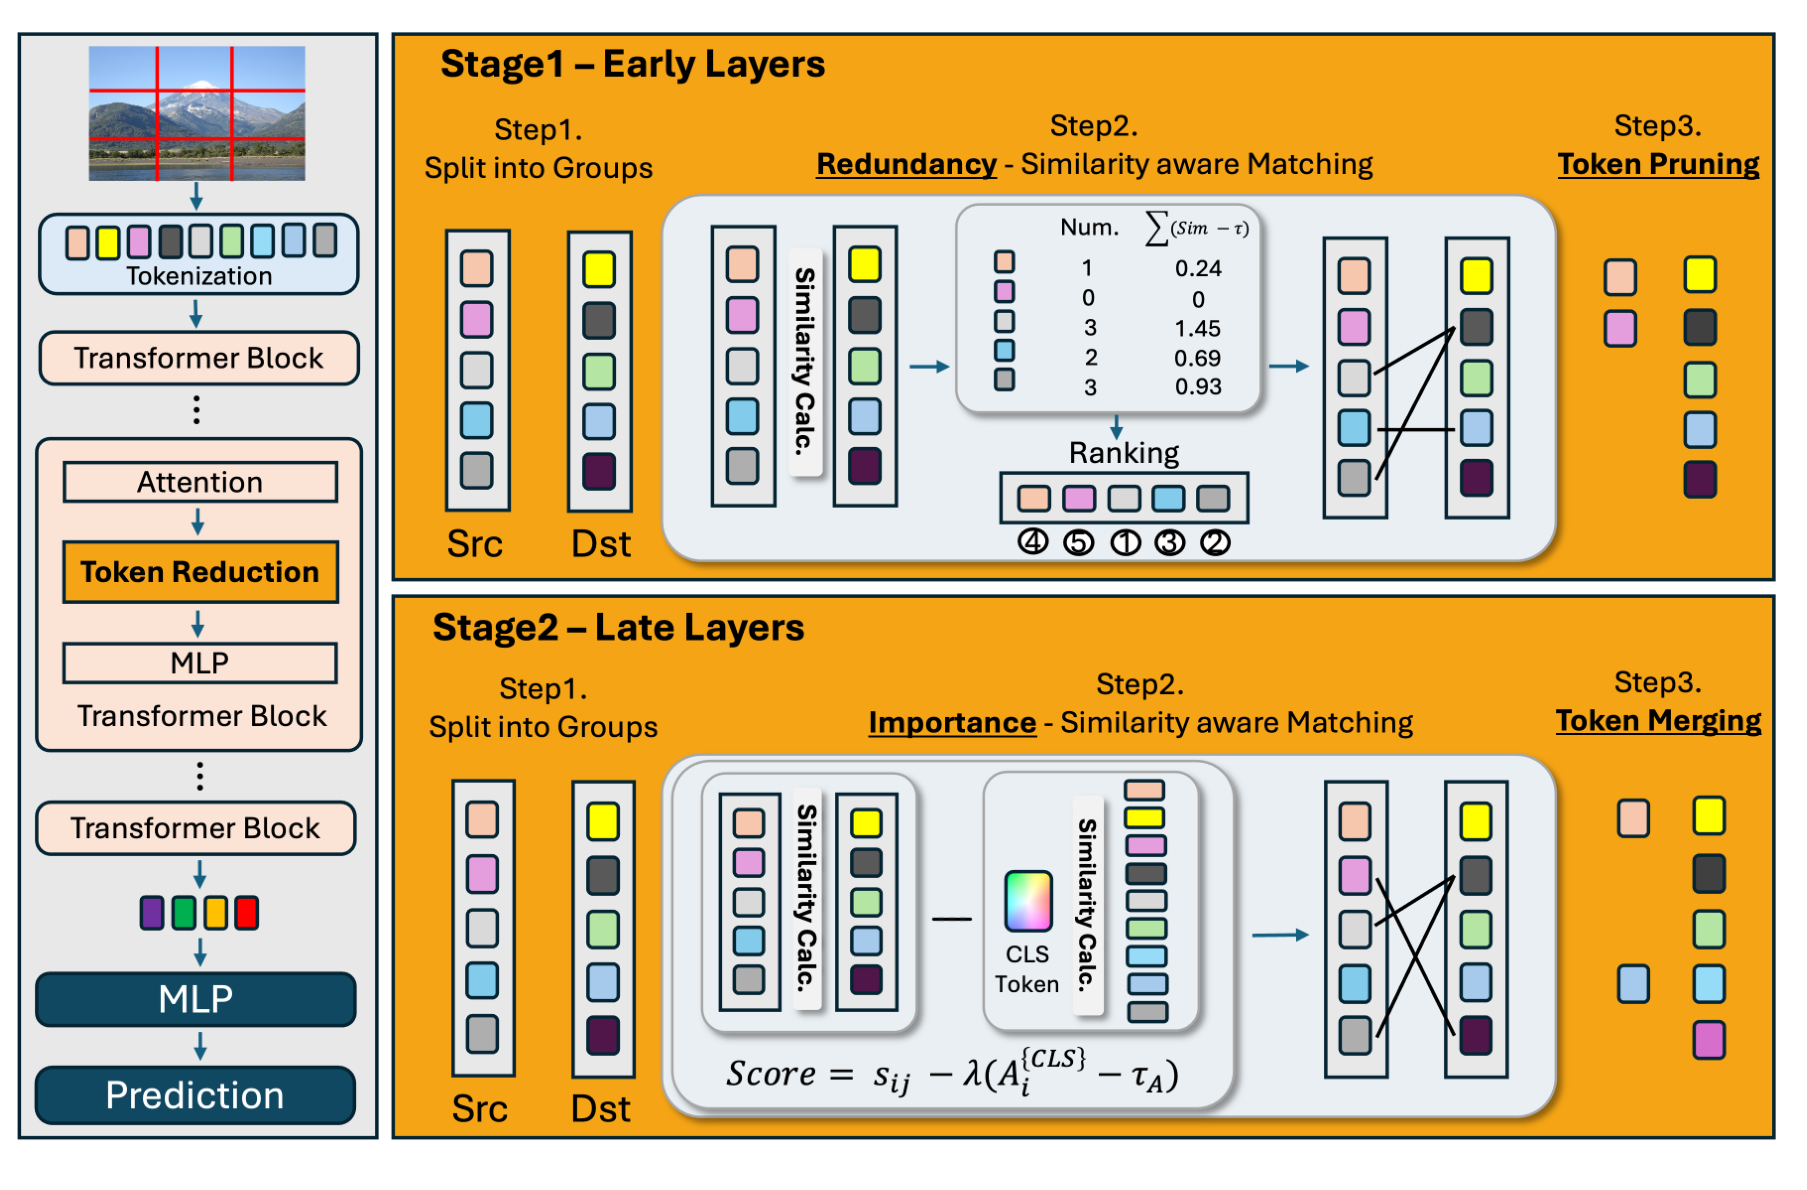 Tokenization
Transformer Block
Attention
Token Reduction
MLP
Transformer Block
Transformer Block
MLP
Prediction
Stage1 – Early Layers
Step1.
Split into Groups
Src
Dst
Step2.
Redundancy - Similarity aware Matching
Similarity Calc.
Num. ∑(Sim − τ)
1 0.24
0 0
3 1.45
2 0.69
3 0.93
Ranking
④ ⑤ ① ③ ②
Step3.
Token Pruning
Stage2 – Late Layers
Step1.
Split into Groups
Src
Dst
Step2.
Importance - Similarity aware Matching
Similarity Calc.
—
CLS
Token
Similarity Calc.
Score = s_{ij} − λ(A_i^{\{CLS\}} − τ_A)
Step3.
Token Merging